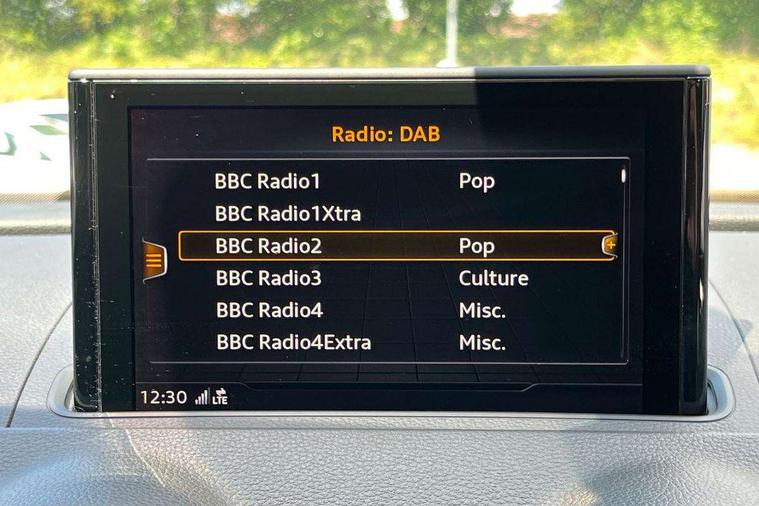 Radio: DAB
BBC Radio1 Pop
BBC Radio1Xtra
BBC Radio2 Pop
BBC Radio3 Culture
BBC Radio4 Misc.
BBC Radio4Extra Misc.
12:30 LTE